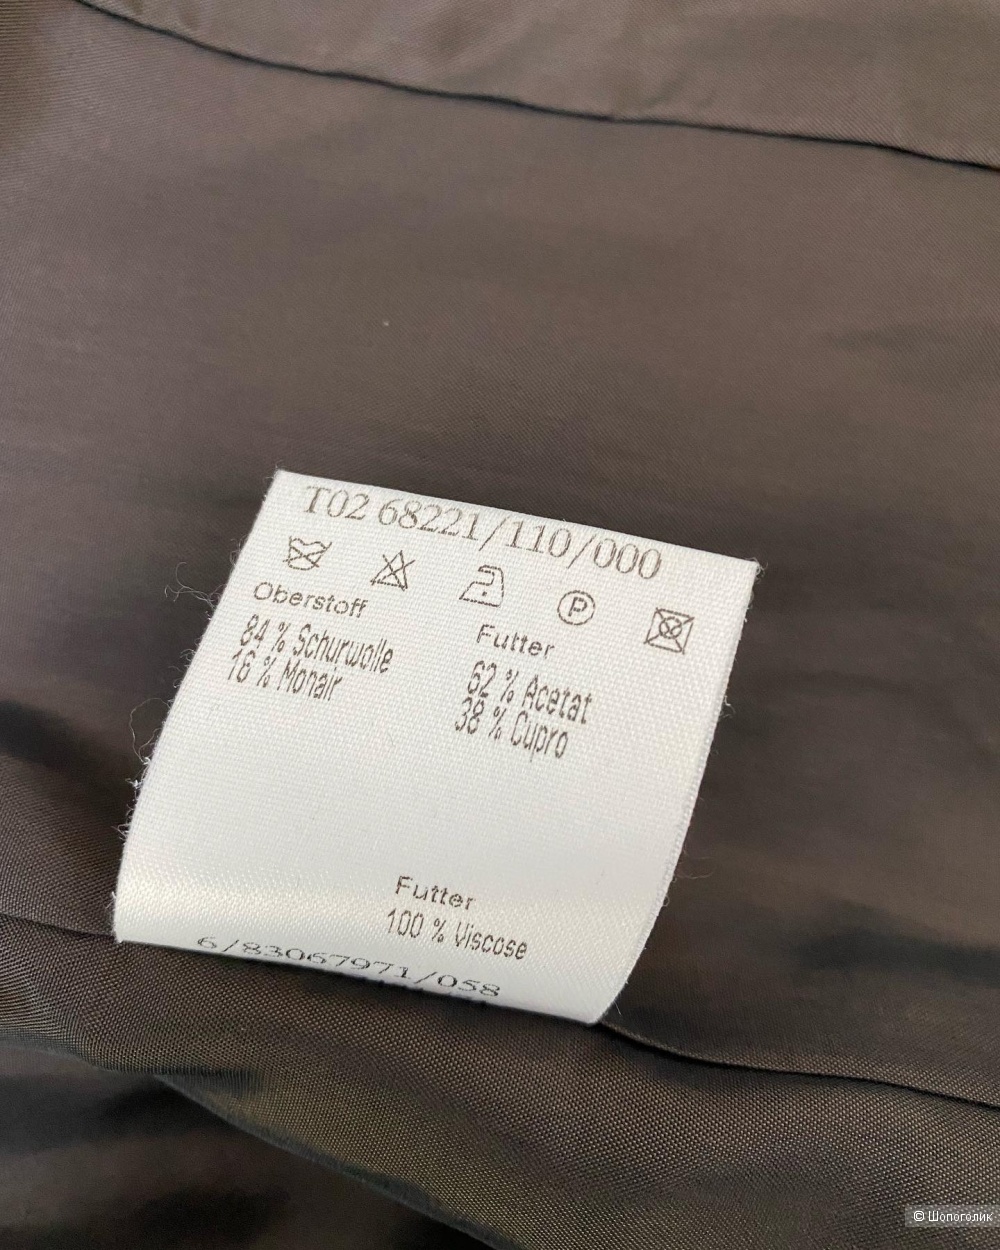 T02 68221/110/000
Oberstoff
84 % Schurwolle
16 % Mohair
Futter
62 % Acetat
38 % Cupro
Futter
100 % Viscose
6/83067971/058
© Шопоголик